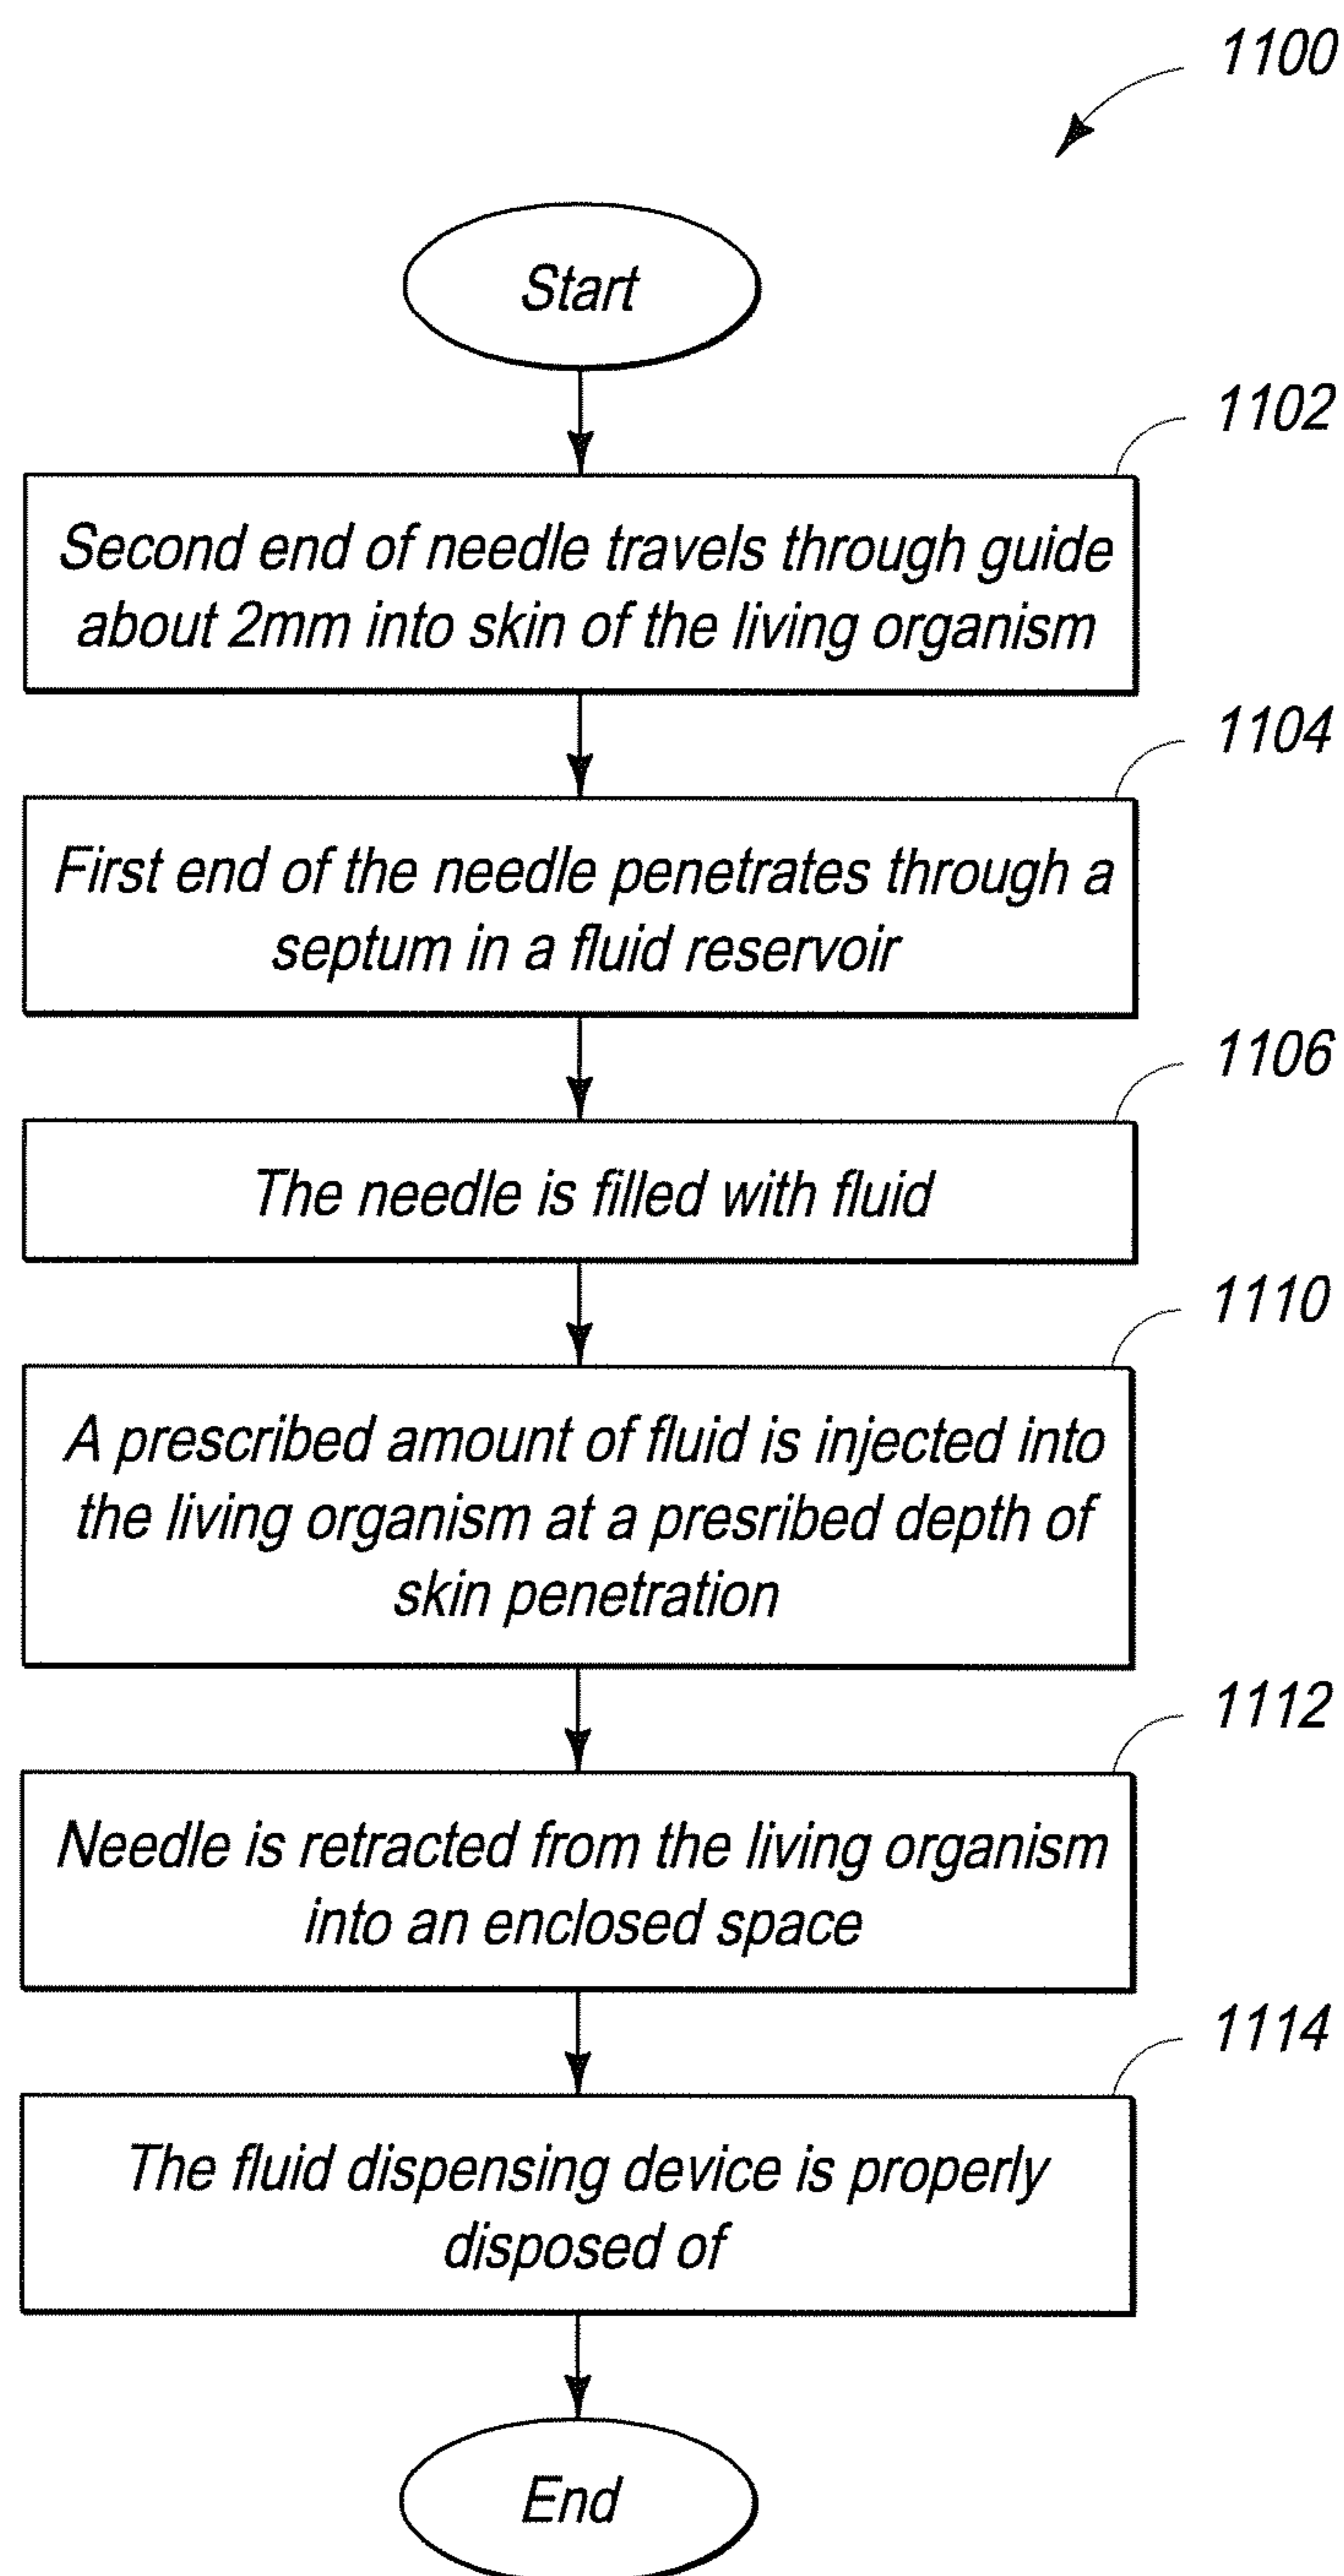 1100
Start
1102
Second end of needle travels through guide
about 2mm into skin of the living organism
1104
First end of the needle penetrates through a
septum in a fluid reservoir
1106
The needle is filled with fluid
1110
A prescribed amount of fluid is injected into
the living organism at a presribed depth of
skin penetration
1112
Needle is retracted from the living organism
into an enclosed space
1114
The fluid dispensing device is properly
disposed of
End